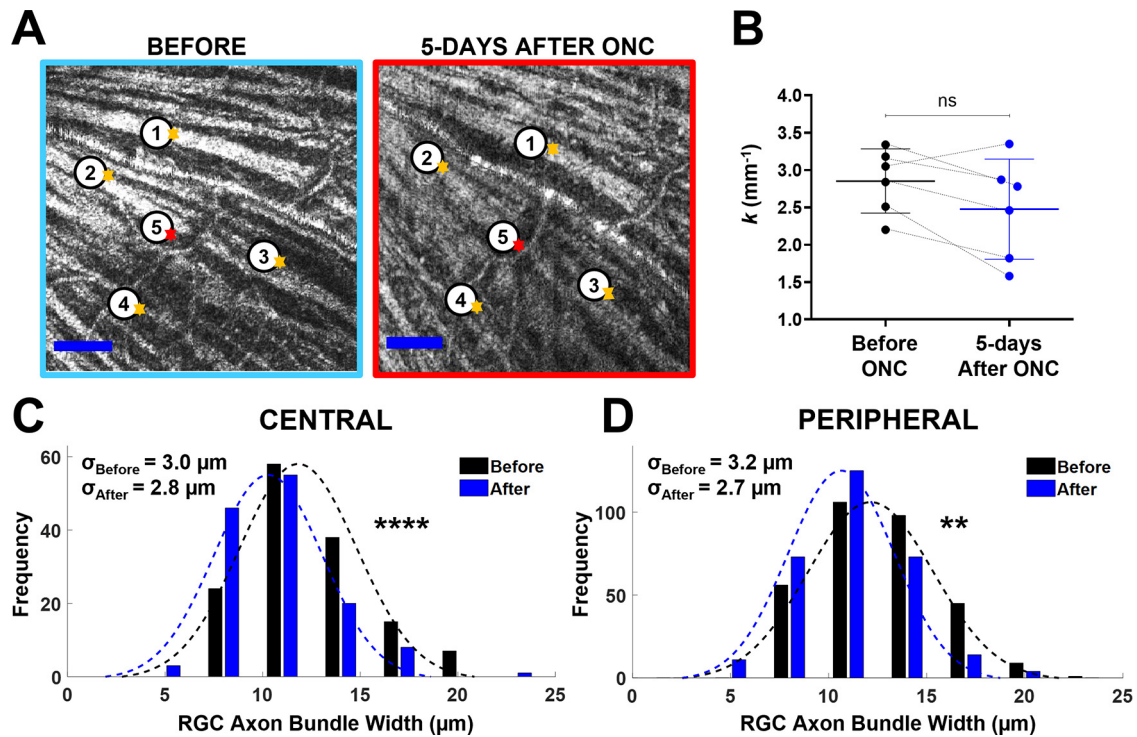 A
BEFORE
5-DAYS AFTER ONC
1
2
5
3
4
1
2
5
3
4
B
ns
k (mm⁻¹)
4.0
3.5
3.0
2.5
2.0
1.5
1.0
Before ONC
5-days After ONC
C
CENTRAL
σBefore = 3.0 µm
σAfter = 2.8 µm
Before
After
****
Frequency
60
40
20
0
0 5 10 15 20 25
RGC Axon Bundle Width (µm)
D
PERIPHERAL
σBefore = 3.2 µm
σAfter = 2.7 µm
Before
After
**
Frequency
100
50
0
0 5 10 15 20 25
RGC Axon Bundle Width (µm)